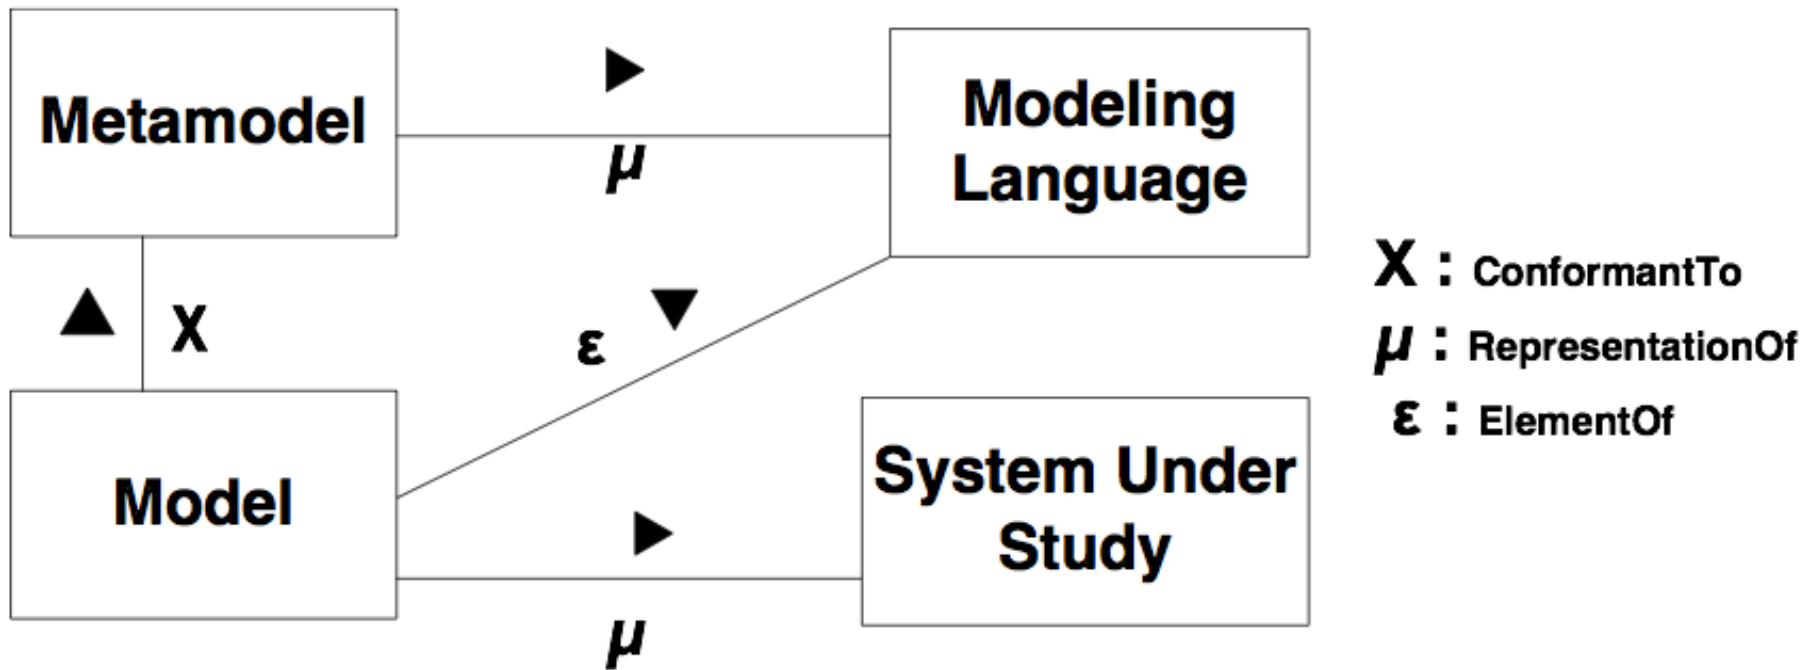 Metamodel
μ
Modeling
Language
X
ε
Model
μ
System Under
Study
X : ConformantTo
μ : RepresentationOf
ε : ElementOf